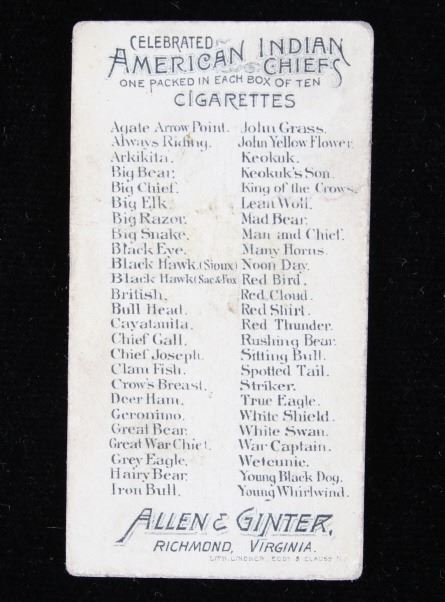 CELEBRATED
AMERICAN INDIAN
CHIEFS
ONE PACKED IN EACH BOX OF TEN
CIGARETTES
Agate Arrow Point.
Always Riding.
Arkikita.
Big Bear.
Big Chief.
Big Elk.
Big Razor.
Big Snake.
Black Eye.
Black Hawk. (Sioux)
Black Hawk (Sac & Fox
British.
Bull Head.
Cayatanita.
Chief Gall.
Chief Joseph.
Clam Fish.
Crow's Breast.
Deer Ham.
Geronimo.
Great Bear.
Great War Chief.
Grey Eagle.
Hairy Bear.
Iron Bull.
John Grass.
John Yellow Flower.
Keokuk.
Keokuk's Son.
King of the Crows.
Lean Wolf.
Mad Bear.
Man and Chief.
Many Horns.
Noon Day.
Red Bird.
Red Cloud.
Red Shirt.
Red Thunder.
Rushing Bear.
Sitting Bull.
Spotted Tail.
Striker.
True Eagle.
White Shield.
White Swan.
War Captain.
Wetcunie.
Young Black Dog.
Young Whirlwind.
ALLEN & GINTER,
RICHMOND, VIRGINIA.
LITH. LINDNER, EDDY & CLAUSS N.Y.